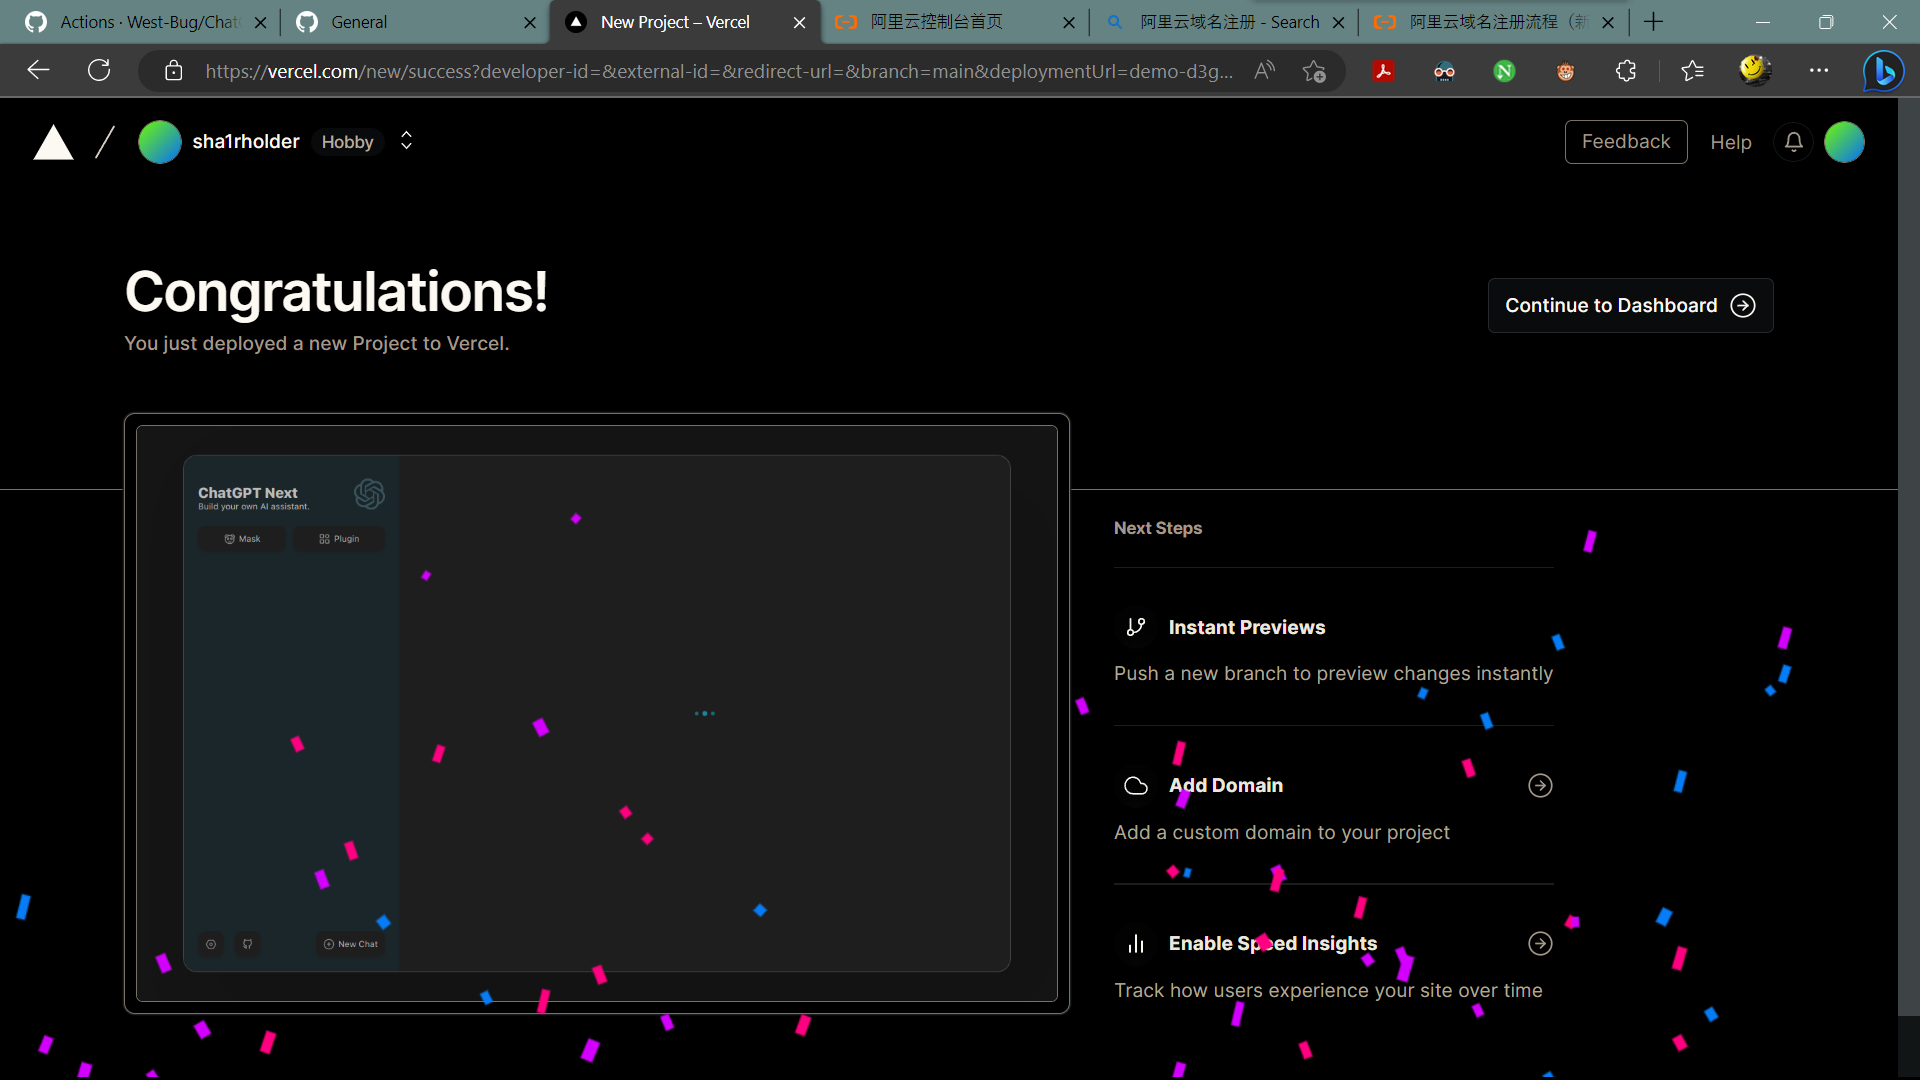 Actions · West-Bug/Chat
General
New Project – Vercel
阿里云控制台首页
阿里云域名注册 - Search
阿里云域名注册流程（新
https://vercel.com/new/success?developer-id=&external-id=&redirect-url=&branch=main&deploymentUrl=demo-d3g...
sha1rholder
Hobby
Feedback
Help
Congratulations!
You just deployed a new Project to Vercel.
Continue to Dashboard
ChatGPT Next
Build your own AI assistant.
Mask
Plugin
New Chat
Next Steps
Instant Previews
Push a new branch to preview changes instantly
Add Domain
Add a custom domain to your project
Enable Speed Insights
Track how users experience your site over time